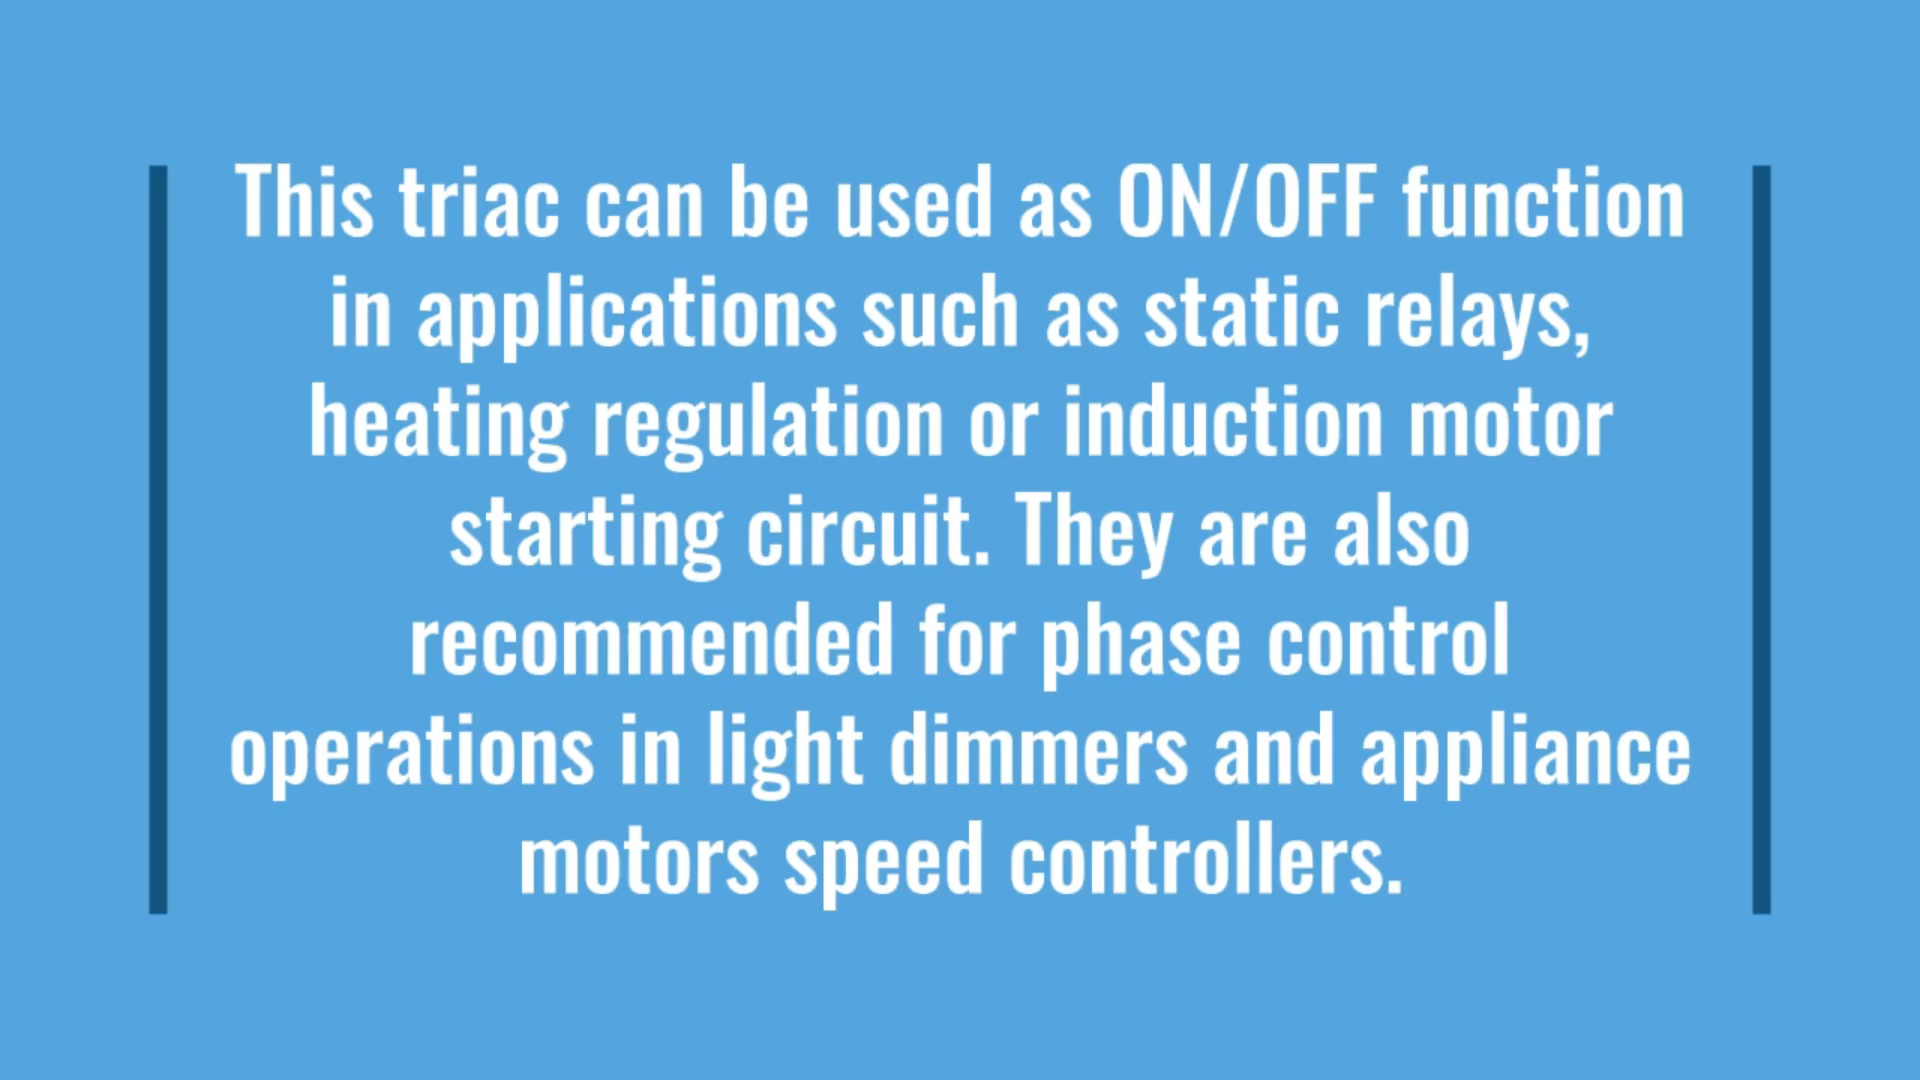 This triac can be used as ON/OFF function
in applications such as static relays,
heating regulation or induction motor
starting circuit. They are also
recommended for phase control
operations in light dimmers and appliance
motors speed controllers.